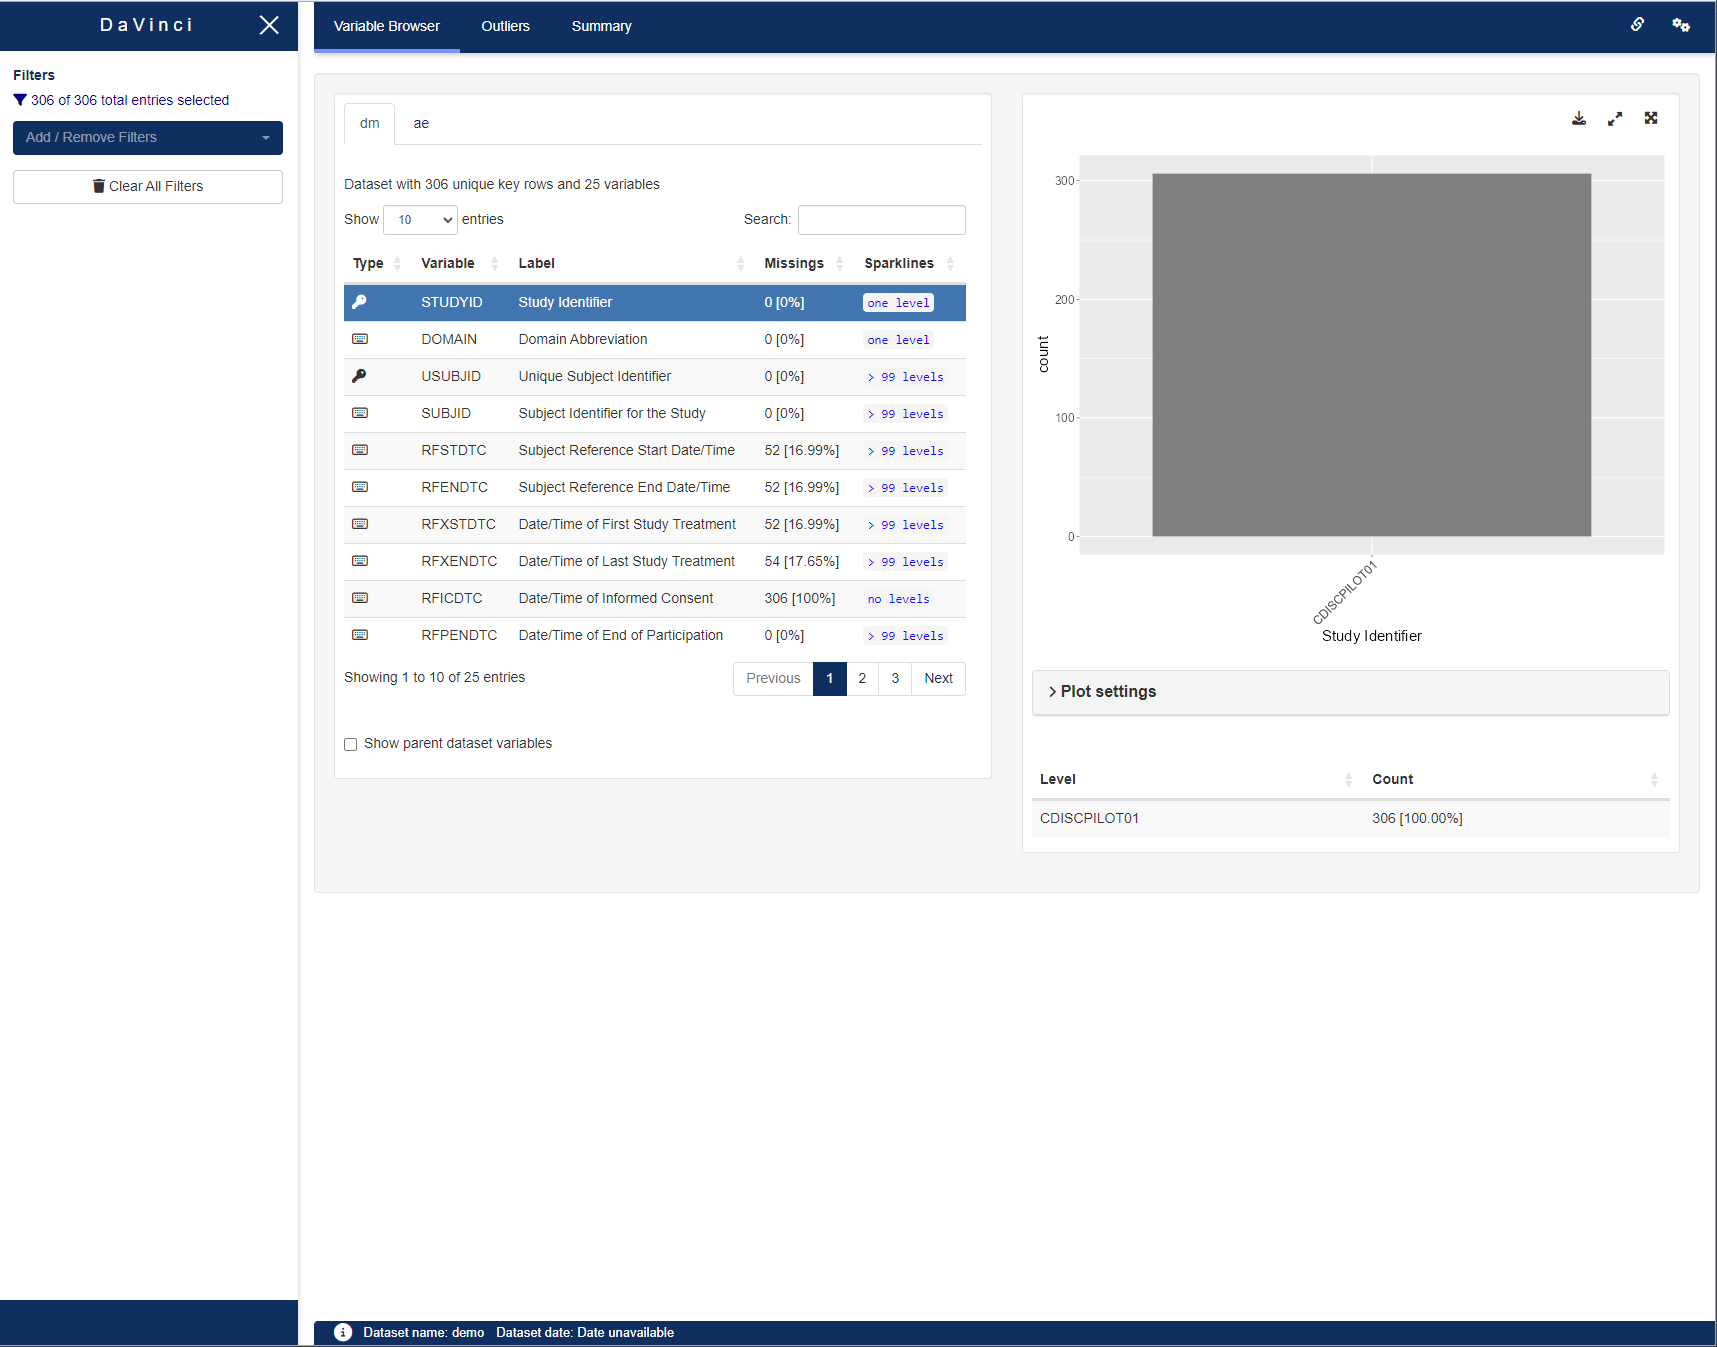 DaVinci
Variable Browser Outliers Summary
Filters
306 of 306 total entries selected
Add / Remove Filters
Clear All Filters
dm ae
Dataset with 306 unique key rows and 25 variables
Show 10 entries Search:
Type Variable Label Missings Sparklines
STUDYID Study Identifier 0 [0%] one level
DOMAIN Domain Abbreviation 0 [0%] one level
USUBJID Unique Subject Identifier 0 [0%] > 99 levels
SUBJID Subject Identifier for the Study 0 [0%] > 99 levels
RFSTDTC Subject Reference Start Date/Time 52 [16.99%] > 99 levels
RFENDTC Subject Reference End Date/Time 52 [16.99%] > 99 levels
RFXSTDTC Date/Time of First Study Treatment 52 [16.99%] > 99 levels
RFXENDTC Date/Time of Last Study Treatment 54 [17.65%] > 99 levels
RFICDTC Date/Time of Informed Consent 306 [100%] no levels
RFPENDTC Date/Time of End of Participation 0 [0%] > 99 levels
Showing 1 to 10 of 25 entries Previous 1 2 3 Next
Show parent dataset variables
300
200
count
100
0
CDISCPILOT01
Study Identifier
Plot settings
Level Count
CDISCPILOT01 306 [100.00%]
Dataset name: demo Dataset date: Date unavailable